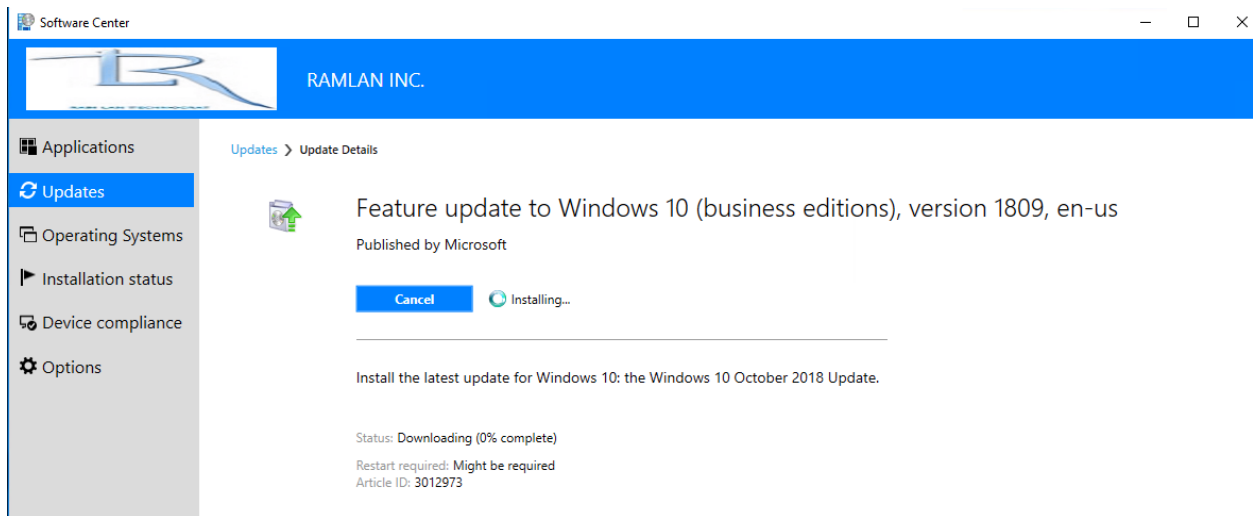 Software Center
RAMLAN INC.
Applications
Updates
Operating Systems
Installation status
Device compliance
Options
Updates ❯ Update Details
Feature update to Windows 10 (business editions), version 1809, en-us
Published by Microsoft
Cancel Installing...
Install the latest update for Windows 10: the Windows 10 October 2018 Update.
Status: Downloading (0% complete)
Restart required: Might be required
Article ID: 3012973